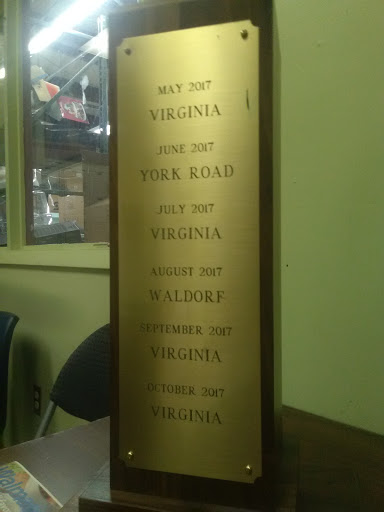 MAY 2017
VIRGINIA
JUNE 2017
YORK ROAD
JULY 2017
VIRGINIA
AUGUST 2017
WALDORF
SEPTEMBER 2017
VIRGINIA
OCTOBER 2017
VIRGINIA